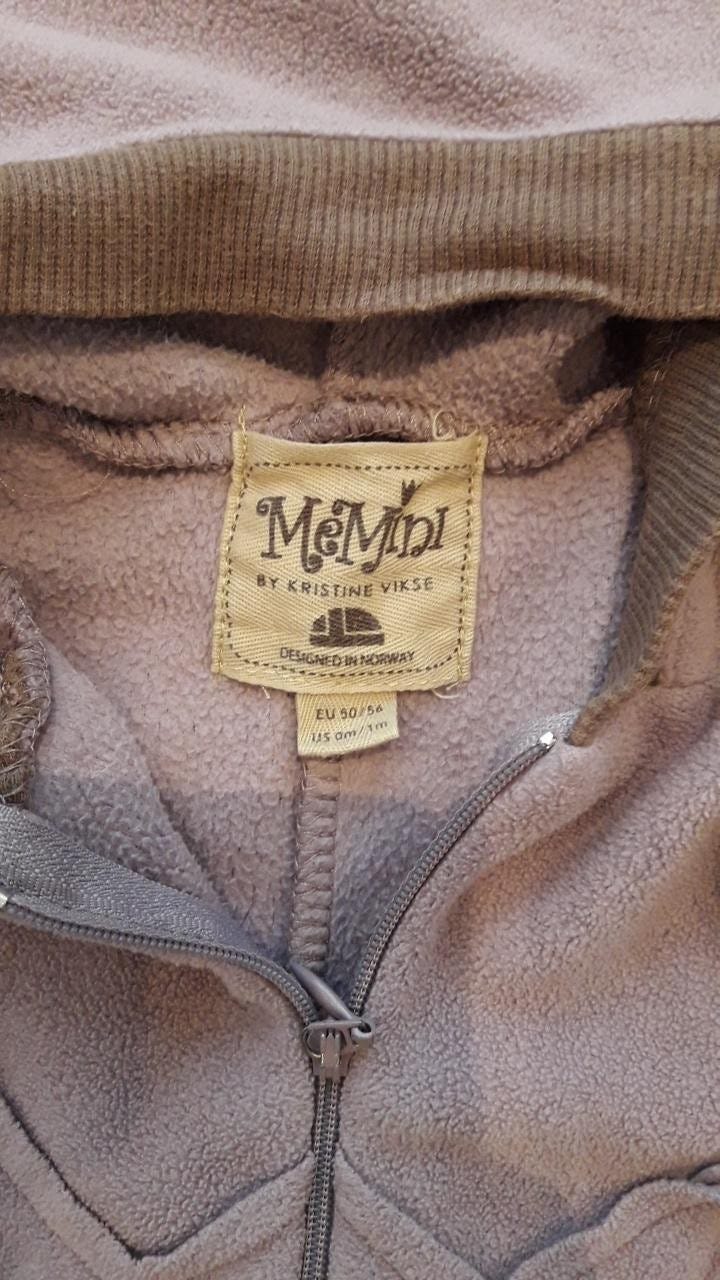 MeMini
BY KRISTINE VIKSE
DESIGNED IN NORWAY
EU 50/56
US 0m/1m